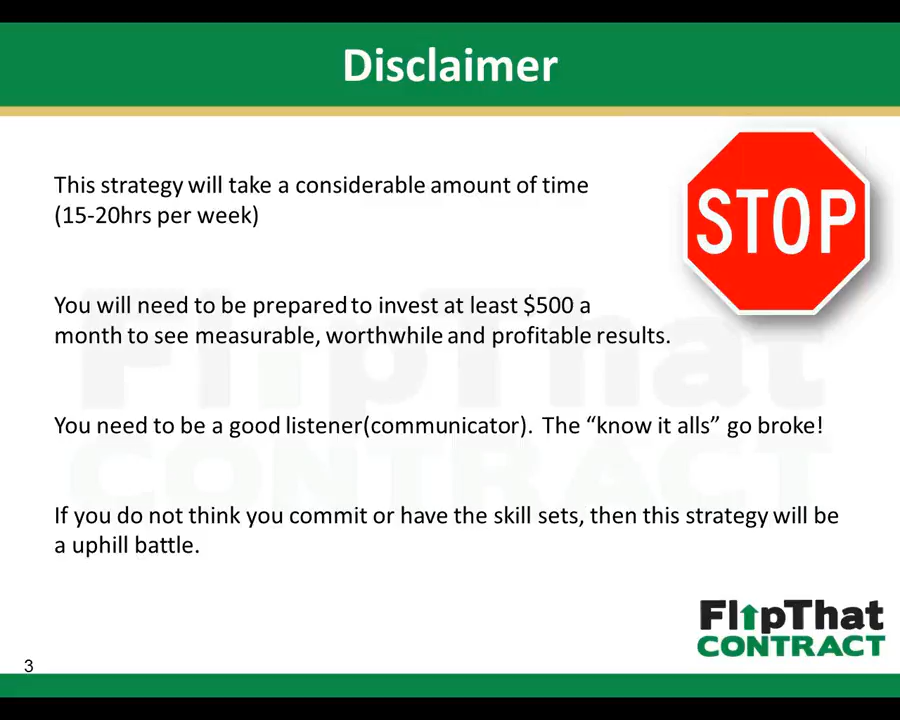 Disclaimer
This strategy will take a considerable amount of time
(15-20hrs per week)
STOP
You will need to be prepared to invest at least $500 a
month to see measurable, worthwhile and profitable results.
You need to be a good listener(communicator).  The “know it alls” go broke!
If you do not think you commit or have the skill sets, then this strategy will be
a uphill battle.
FlipThat
CONTRACT
FlipThat
CONTRACT
3